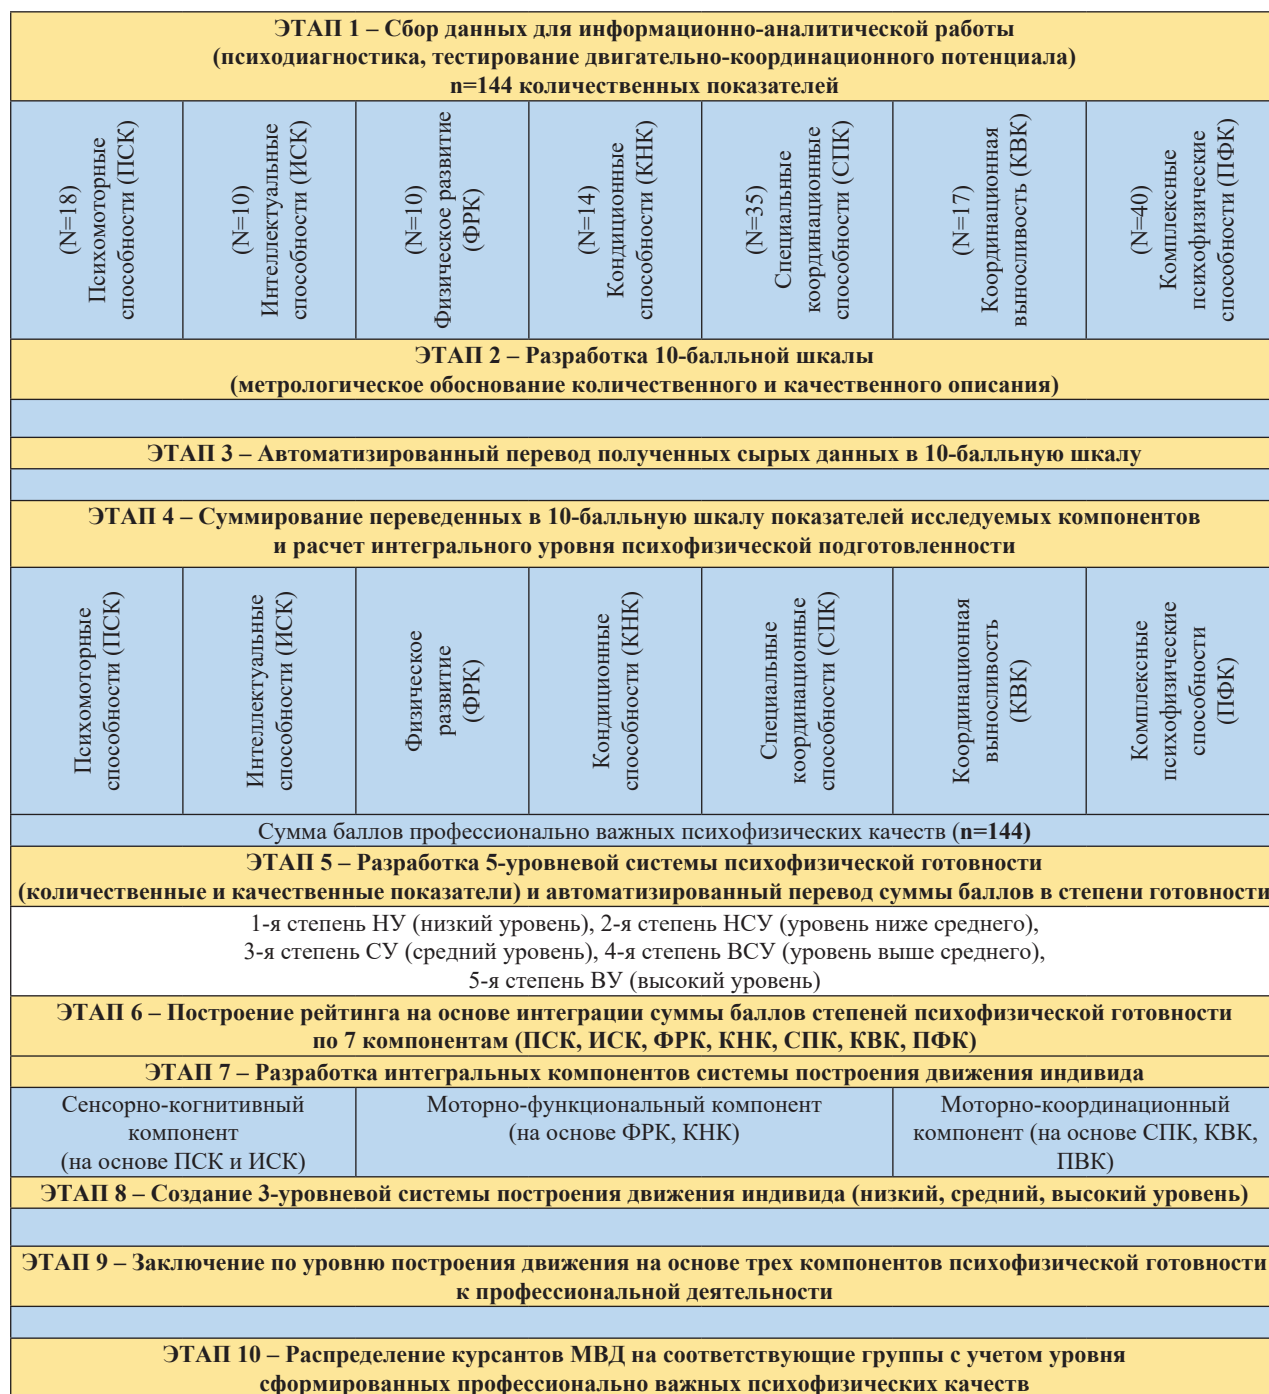 ЭТАП 1 – Сбор данных для информационно-аналитической работы
(психодиагностика, тестирование двигательно-координационного потенциала)
n=144 количественных показателей
(N=18)
Психомоторные
способности (ПСК)
(N=10)
Интеллектуальные
способности (ИСК)
(N=10)
Физическое развитие
(ФРК)
(N=14)
Кондиционные
способности (КНК)
(N=35)
Специальные
координационные
способности (СПК)
(N=17)
Координационная
выносливость (КВК)
(N=40)
Комплексные
психофизические
способности (ПФК)
ЭТАП 2 – Разработка 10-балльной шкалы
(метрологическое обоснование количественного и качественного описания)
ЭТАП 3 – Автоматизированный перевод полученных сырых данных в 10-балльную шкалу
ЭТАП 4 – Суммирование переведенных в 10-балльную шкалу показателей исследуемых компонентов
и расчет интегрального уровня психофизической подготовленности
Психомоторные
способности (ПСК)
Интеллектуальные
способности (ИСК)
Физическое
развитие
(ФРК)
Кондиционные
способности (КНК)
Специальные
координационные
способности (СПК)
Координационная
выносливость
(КВК)
Комплексные
психофизические
способности
(ПФК)
Сумма баллов профессионально важных психофизических качеств (n=144)
ЭТАП 5 – Разработка 5-уровневой системы психофизической готовности
(количественные и качественные показатели) и автоматизированный перевод суммы баллов в степени готовности
1-я степень НУ (низкий уровень), 2-я степень НСУ (уровень ниже среднего),
3-я степень СУ (средний уровень), 4-я степень ВСУ (уровень выше среднего),
5-я степень ВУ (высокий уровень)
ЭТАП 6 – Построение рейтинга на основе интеграции суммы баллов степеней психофизической готовности
по 7 компонентам (ПСК, ИСК, ФРК, КНК, СПК, КВК, ПФК)
ЭТАП 7 – Разработка интегральных компонентов системы построения движения индивида
Сенсорно-когнитивный
компонент
(на основе ПСК и ИСК)
Моторно-функциональный компонент
(на основе ФРК, КНК)
Моторно-координационный
компонент (на основе СПК, КВК,
ПВК)
ЭТАП 8 – Создание 3-уровневой системы построения движения индивида (низкий, средний, высокий уровень)
ЭТАП 9 – Заключение по уровню построения движения на основе трех компонентов психофизической готовности
к профессиональной деятельности
ЭТАП 10 – Распределение курсантов МВД на соответствующие группы с учетом уровня
сформированных профессионально важных психофизических качеств